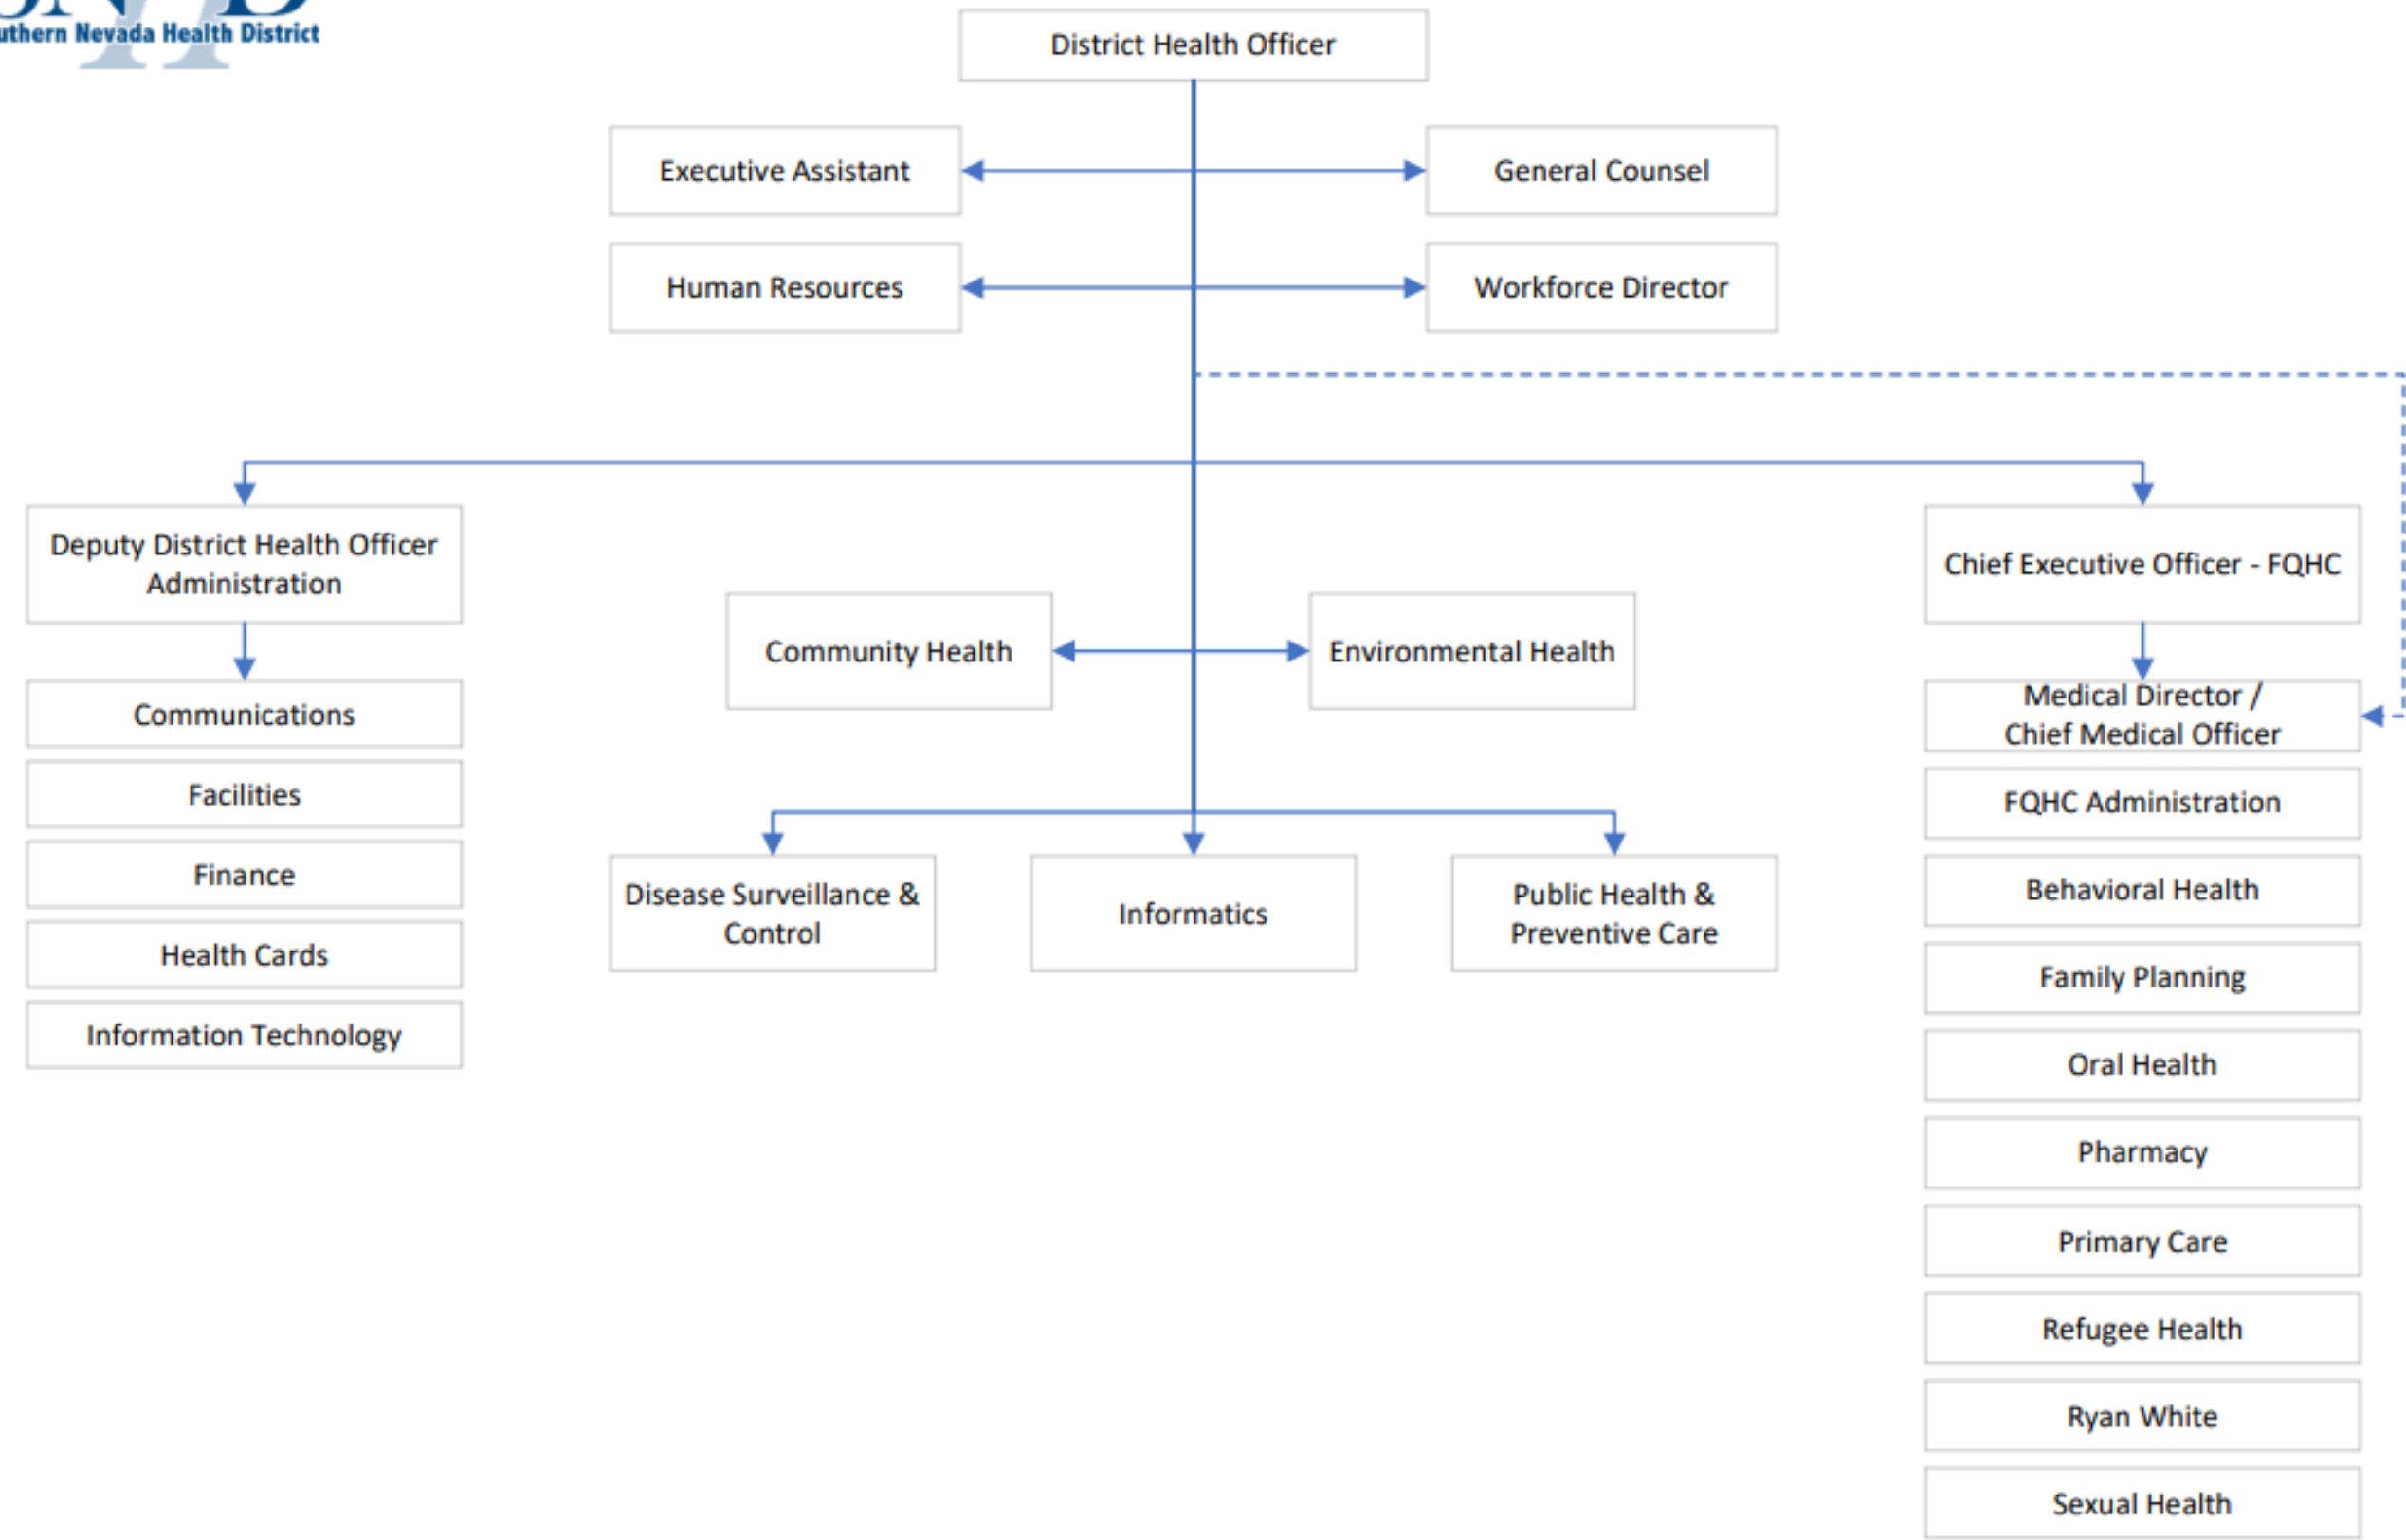 Southern Nevada Health District
District Health Officer
Executive Assistant
General Counsel
Human Resources
Workforce Director
Deputy District Health Officer
Administration
Communications
Facilities
Finance
Health Cards
Information Technology
Community Health
Environmental Health
Disease Surveillance &
Control
Informatics
Public Health &
Preventive Care
Chief Executive Officer - FQHC
Medical Director /
Chief Medical Officer
FQHC Administration
Behavioral Health
Family Planning
Oral Health
Pharmacy
Primary Care
Refugee Health
Ryan White
Sexual Health